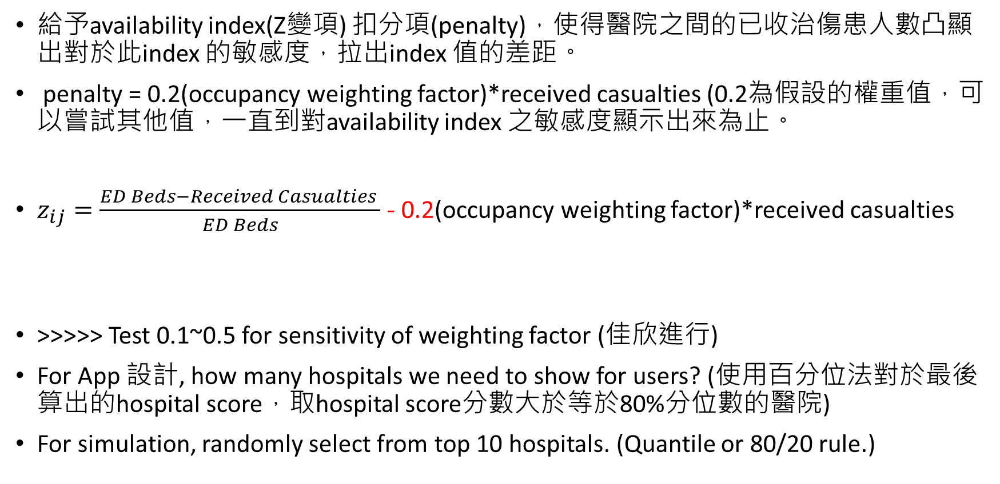 • 給予availability index(Z變項) 扣分項(penalty)，使得醫院之間的已收治傷患人數凸顯
出對於此index 的敏感度，拉出index 值的差距。
• penalty = 0.2(occupancy weighting factor)*received casualties (0.2為假設的權重值，可
以嘗試其他值，一直到對availability index 之敏感度顯示出來為止。
• z_{ij} = \frac{ED Beds−Received Casualties}{ED Beds} - 0.2(occupancy weighting factor)*received casualties
• >>>>> Test 0.1~0.5 for sensitivity of weighting factor (佳欣進行)
• For App 設計, how many hospitals we need to show for users? (使用百分位法對於最後
算出的hospital score，取hospital score分數大於等於80%分位數的醫院)
• For simulation, randomly select from top 10 hospitals. (Quantile or 80/20 rule.)